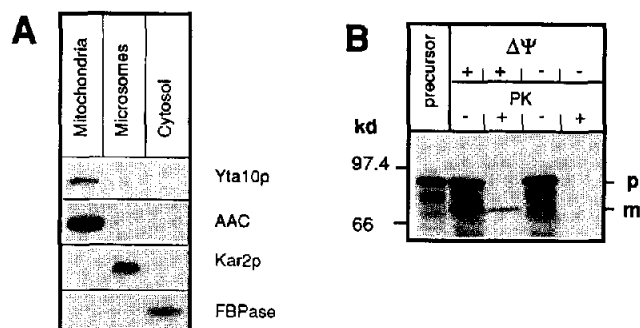 A
Mitochondria
Microsomes
Cytosol
Yta10p
AAC
Kar2p
FBPase
B
precursor
ΔΨ
+ + - -
PK
- + - +
kd
97.4
66
p
m